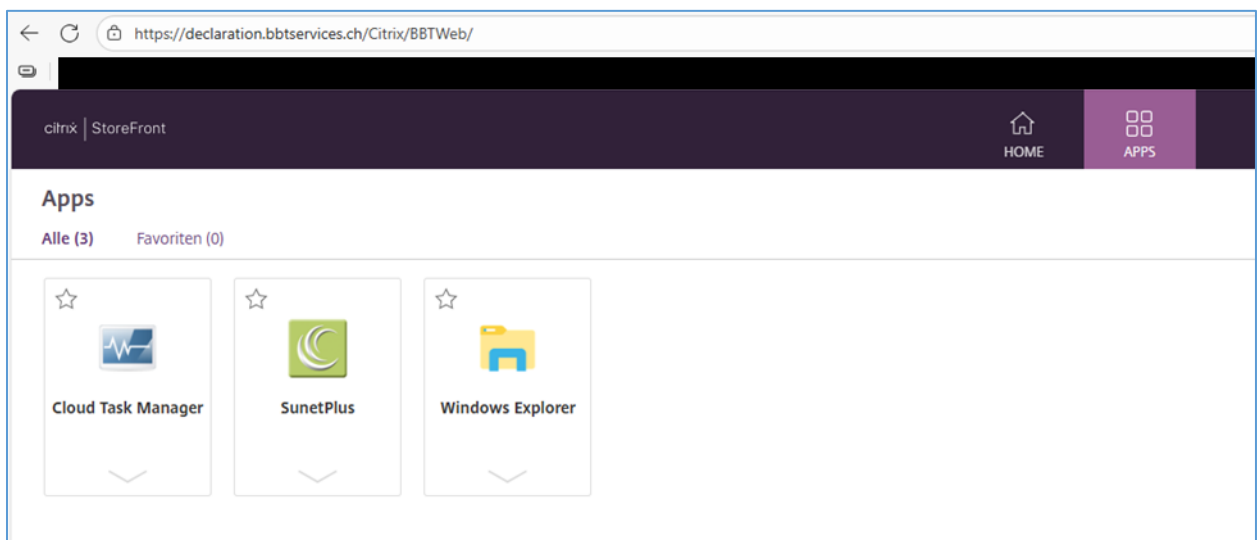 https://declaration.bbtservices.ch/Citrix/BBTWeb/
citrix | StoreFront
HOME
APPS
Apps
Alle (3)
Favoriten (0)
Cloud Task Manager
SunetPlus
Windows Explorer